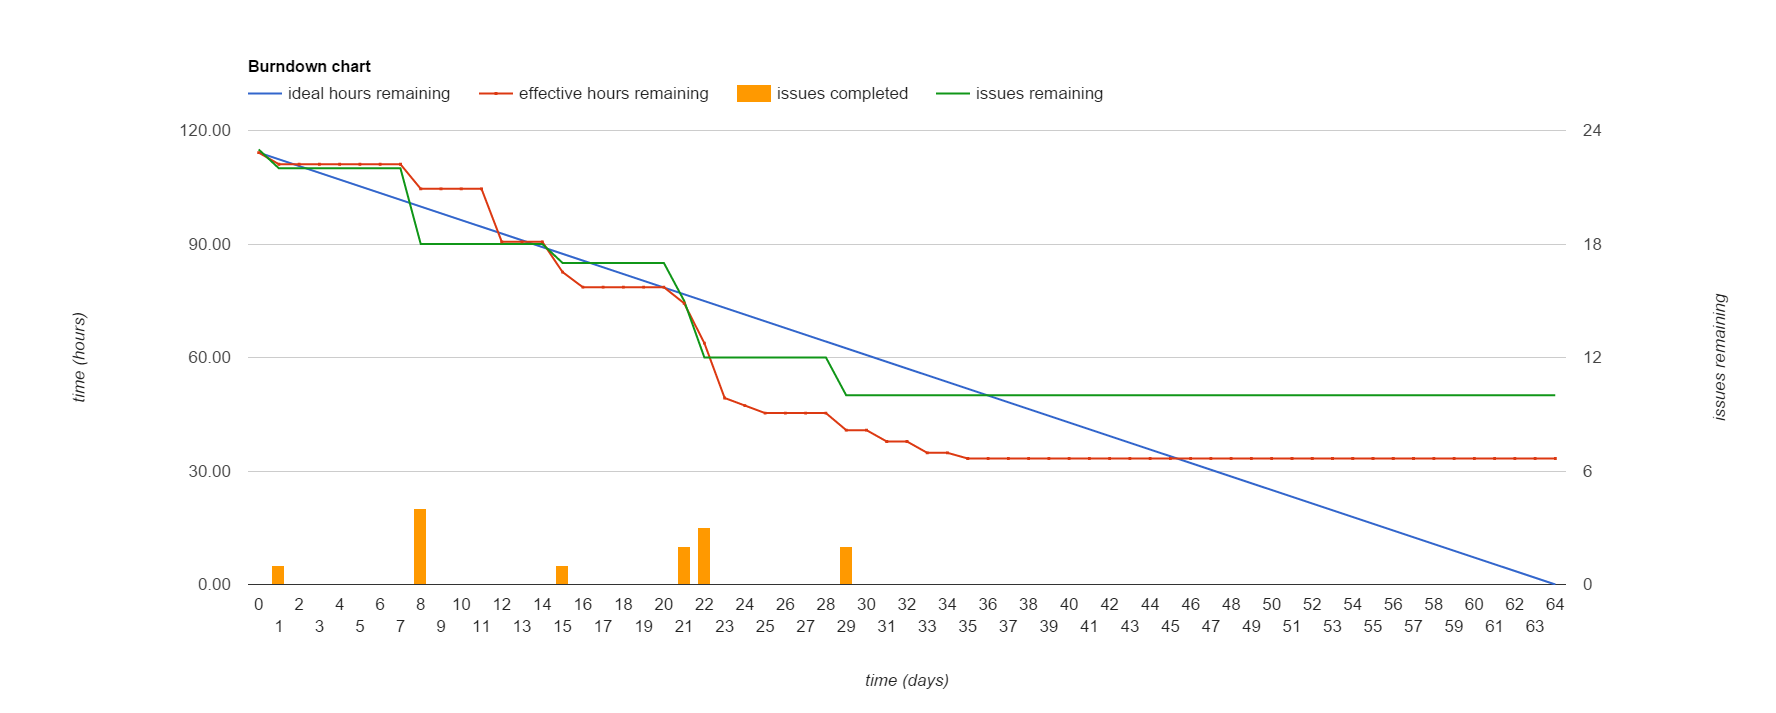 Burndown chart
ideal hours remaining effective hours remaining issues completed issues remaining
120.00 24
90.00 18
60.00 12
30.00 6
0.00 0
time (hours)
issues remaining
0 2 4 6 8 10 12 14 16 18 20 22 24 26 28 30 32 34 36 38 40 42 44 46 48 50 52 54 56 58 60 62 64
1 3 5 7 9 11 13 15 17 19 21 23 25 27 29 31 33 35 37 39 41 43 45 47 49 51 53 55 57 59 61 63
time (days)